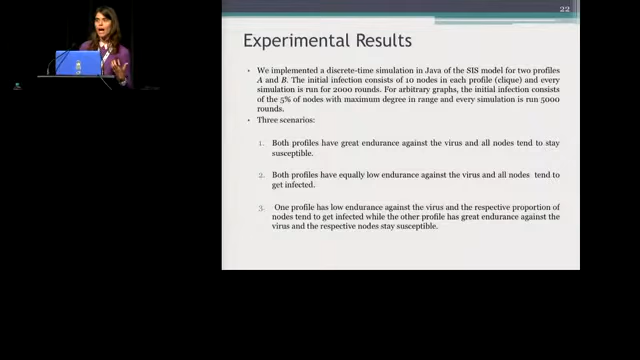 22
Experimental Results
• We implemented a discrete-time simulation in Java of the SIS model for two profiles
A and B. The initial infection consists of 10 nodes in each profile (clique) and every
simulation is run for 2000 rounds. For arbitrary graphs, the initial infection consists
of the 5% of nodes with maximum degree in range and every simulation is run 5000
rounds.
• Three scenarios:
1. Both profiles have great endurance against the virus and all nodes tend to stay
susceptible.
2. Both profiles have equally low endurance against the virus and all nodes tend to
get infected.
3. One profile has low endurance against the virus and the respective proportion of
nodes tend to get infected while the other profile has great endurance against the
virus and the respective nodes stay susceptible.